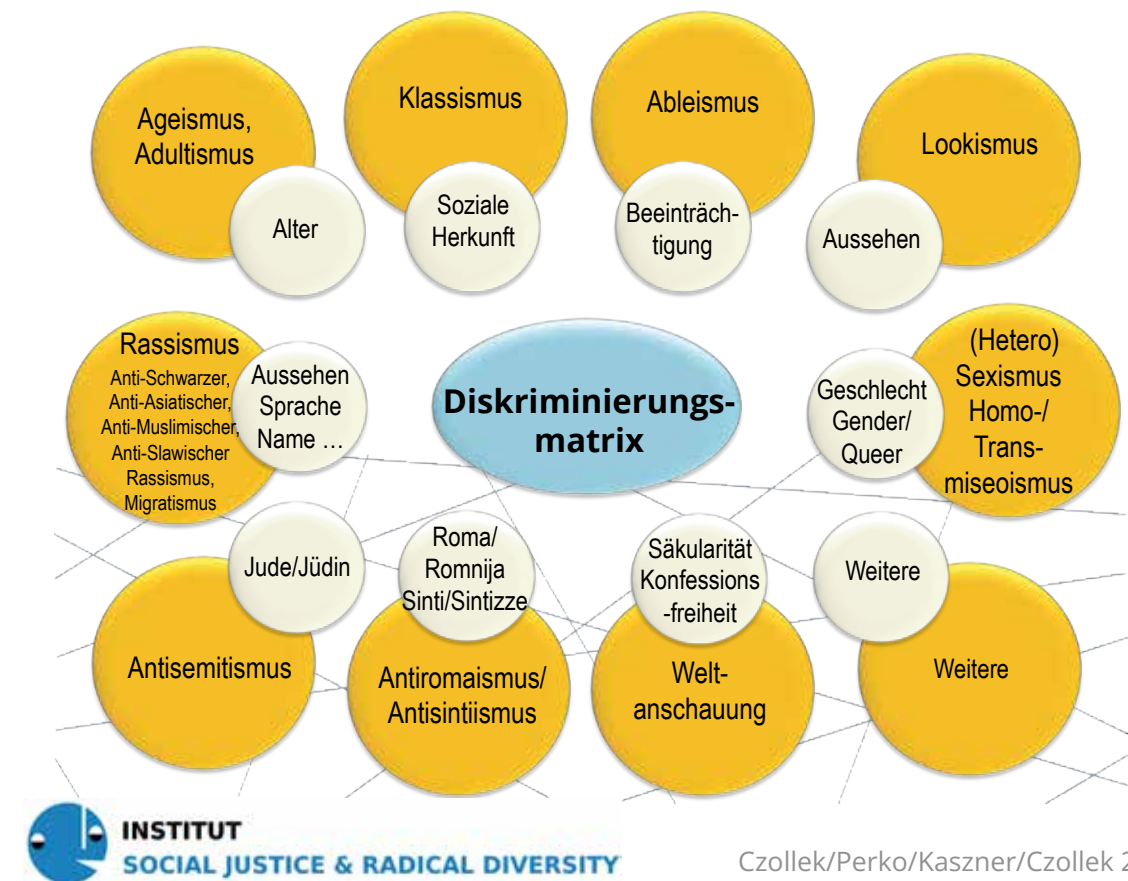 Ageismus,
Adultismus
Alter
Klassismus
Soziale
Herkunft
Ableismus
Beeinträch-
tigung
Lookismus
Aussehen
Rassismus
Anti-Schwarzer,
Anti-Asiatischer,
Anti-Muslimischer,
Anti-Slawischer
Rassismus,
Migratismus
Aussehen
Sprache
Name …
Diskriminierungs-
matrix
Geschlecht
Gender/
Queer
(Hetero)
Sexismus
Homo-/
Trans-
miseoismus
Jude/Jüdin
Antisemitismus
Roma/
Romnija
Sinti/Sintizze
Antiromaismus/
Antisintiismus
Säkularität
Konfessions
-freiheit
Welt-
anschauung
Weitere
Weitere
INSTITUT
SOCIAL JUSTICE & RADICAL DIVERSITY
Czollek/Perko/Kaszner/Czollek 2